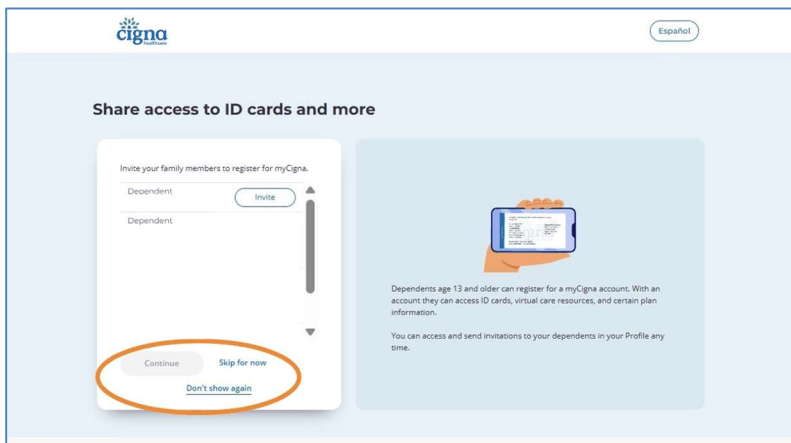 cigna
healthcare
Español
Share access to ID cards and more
Invite your family members to register for myCigna.
Dependent
Invite
Dependent
Continue
Skip for now
Don't show again
cigna
Dependents age 13 and older can register for a myCigna account. With an
account they can access ID cards, virtual care resources, and certain plan
information.
You can access and send invitations to your dependents in your Profile any
time.